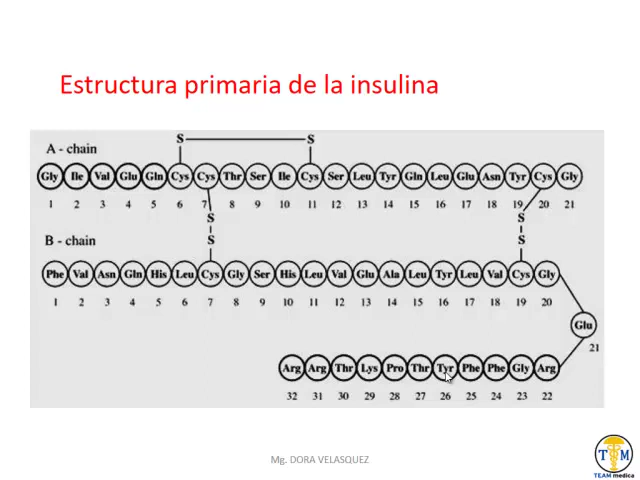 Estructura primaria de la insulina
A - chain
S S
Gly Ile Val Glu Gln Cys Cys Thr Ser Ile Cys Ser Leu Tyr Gln Leu Glu Asn Tyr Cys Gly
1 2 3 4 5 6 7 8 9 10 11 12 13 14 15 16 17 18 19 20 21
S S
S S
B - chain
Phe Val Asn Gln His Leu Cys Gly Ser His Leu Val Glu Ala Leu Tyr Leu Val Cys Gly
1 2 3 4 5 6 7 8 9 10 11 12 13 14 15 16 17 18 19 20
Glu
21
Arg Arg Thr Lys Pro Thr Tyr Phe Phe Gly Arg
32 31 30 29 28 27 26 25 24 23 22
Mg. DORA VELASQUEZ
T M
TEAM medica